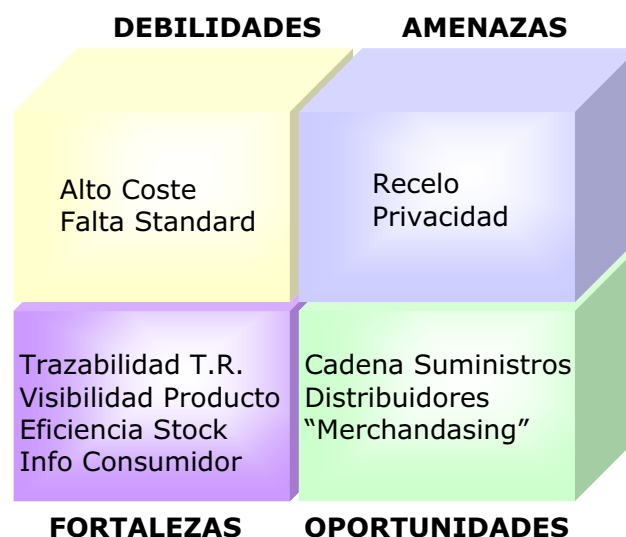 DEBILIDADES
AMENAZAS
Alto Coste
Falta Standard
Recelo
Privacidad
Trazabilidad T.R.
Visibilidad Producto
Eficiencia Stock
Info Consumidor
Cadena Suministros
Distribuidores
“Merchandasing”
FORTALEZAS
OPORTUNIDADES